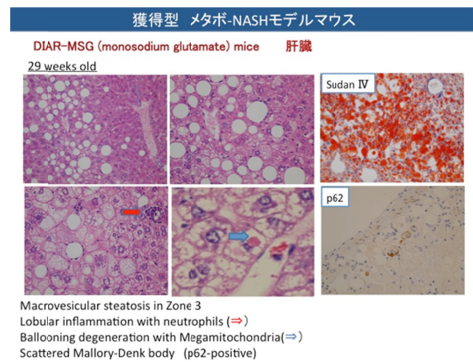 獲得型 メタボ-NASHモデルマウス
DIAR-MSG (monosodium glutamate) mice 肝臓
29 weeks old
Sudan Ⅳ
p62
Macrovesicular steatosis in Zone 3
Lobular inflammation with neutrophils (⇒)
Ballooning degeneration with Megamitochondria(⇒)
Scattered Mallory-Denk body (p62-positive)